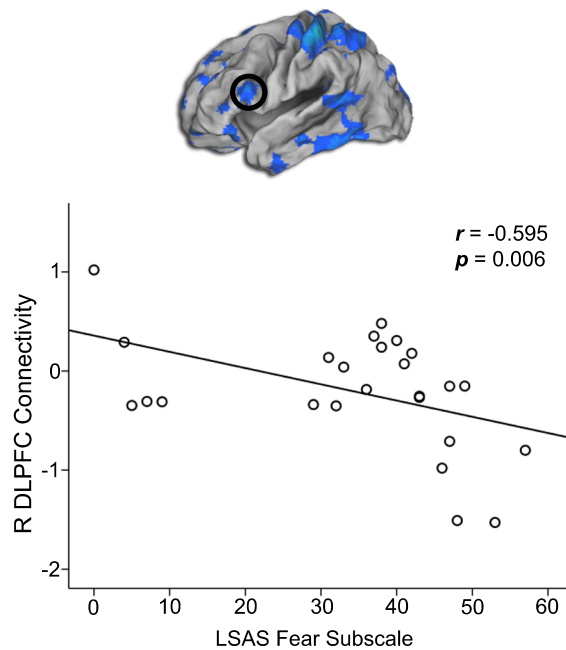 r = -0.595
p = 0.006
R DLPFC Connectivity
1
0
-1
-2
0 10 20 30 40 50 60
LSAS Fear Subscale